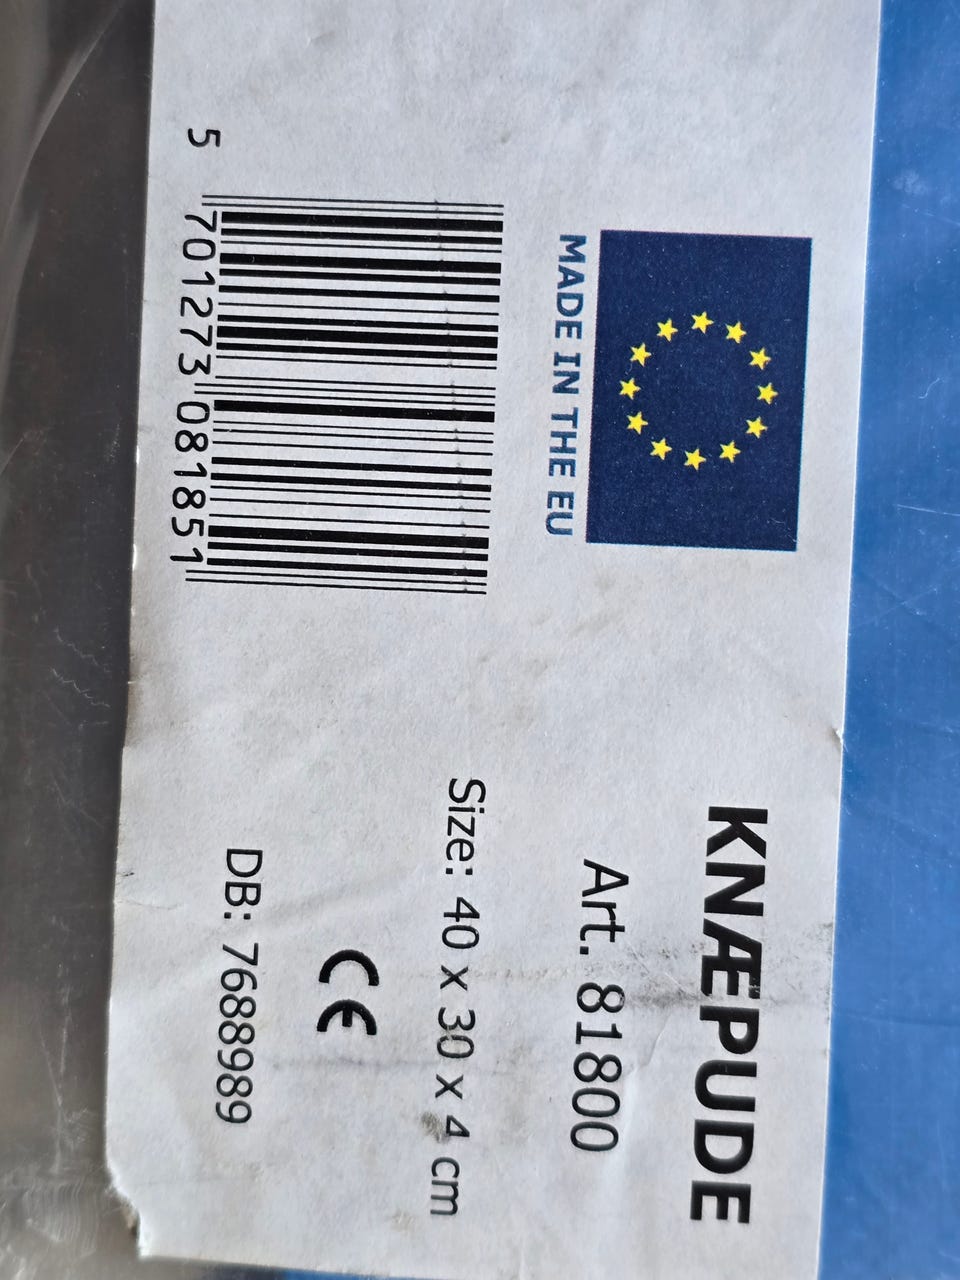 KNÆPUDE
Art. 81800
Size: 40 x 30 x 4 cm
CE
DB: 7688989
MADE IN THE EU
5 701273 081851